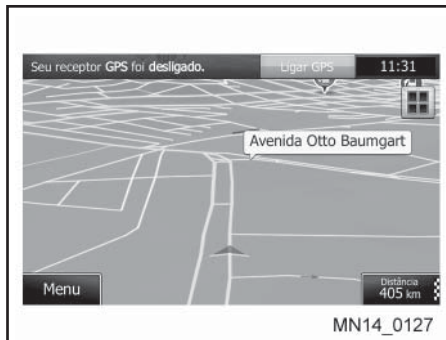 Seu receptor GPS foi desligado.
Ligar GPS
11:31
Avenida Otto Baumgart
Menu
Distância
405 km
MN14_0127